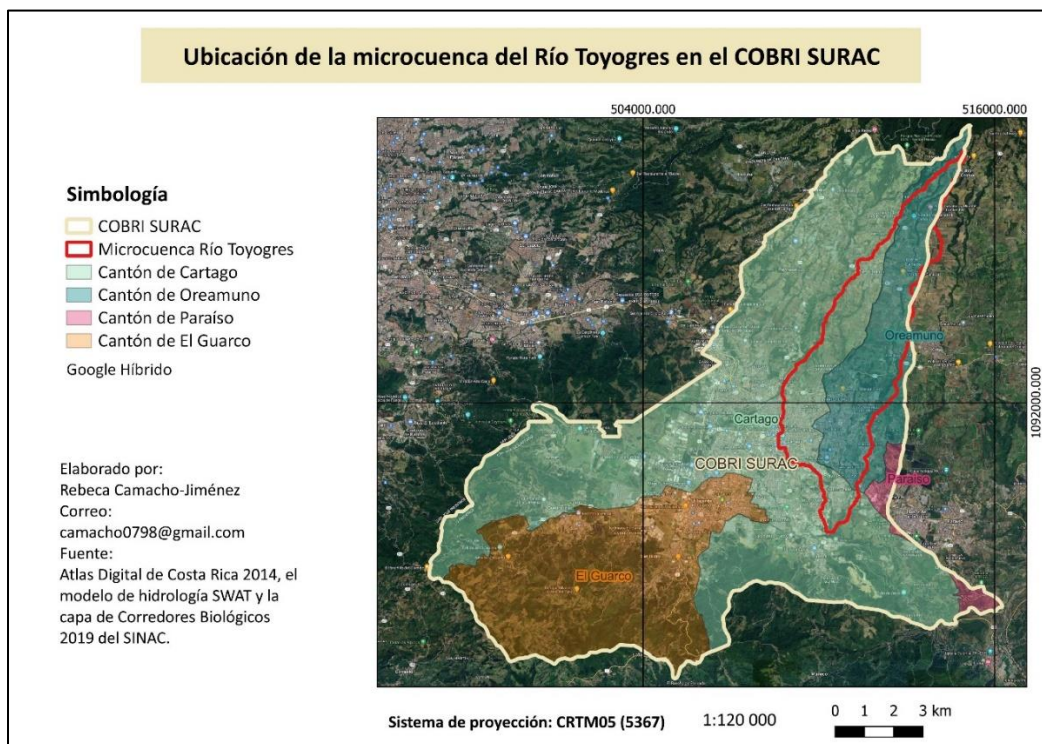 Ubicación de la microcuenca del Río Toyogres en el COBRI SURAC
504000.000
516000.000
1092000.000
Simbología
COBRI SURAC
Microcuenca Río Toyogres
Cantón de Cartago
Cantón de Oreamuno
Cantón de Paraíso
Cantón de El Guarco
Google Híbrido
Oreamuno
Cartago
COBRI SURAC
Paraíso
El Guarco
Elaborado por:
Rebeca Camacho-Jiménez
Correo:
camacho0798@gmail.com
Fuente:
Atlas Digital de Costa Rica 2014, el
modelo de hidrología SWAT y la
capa de Corredores Biológicos
2019 del SINAC.
Sistema de proyección: CRTM05 (5367)
1:120 000
0 1 2 3 km